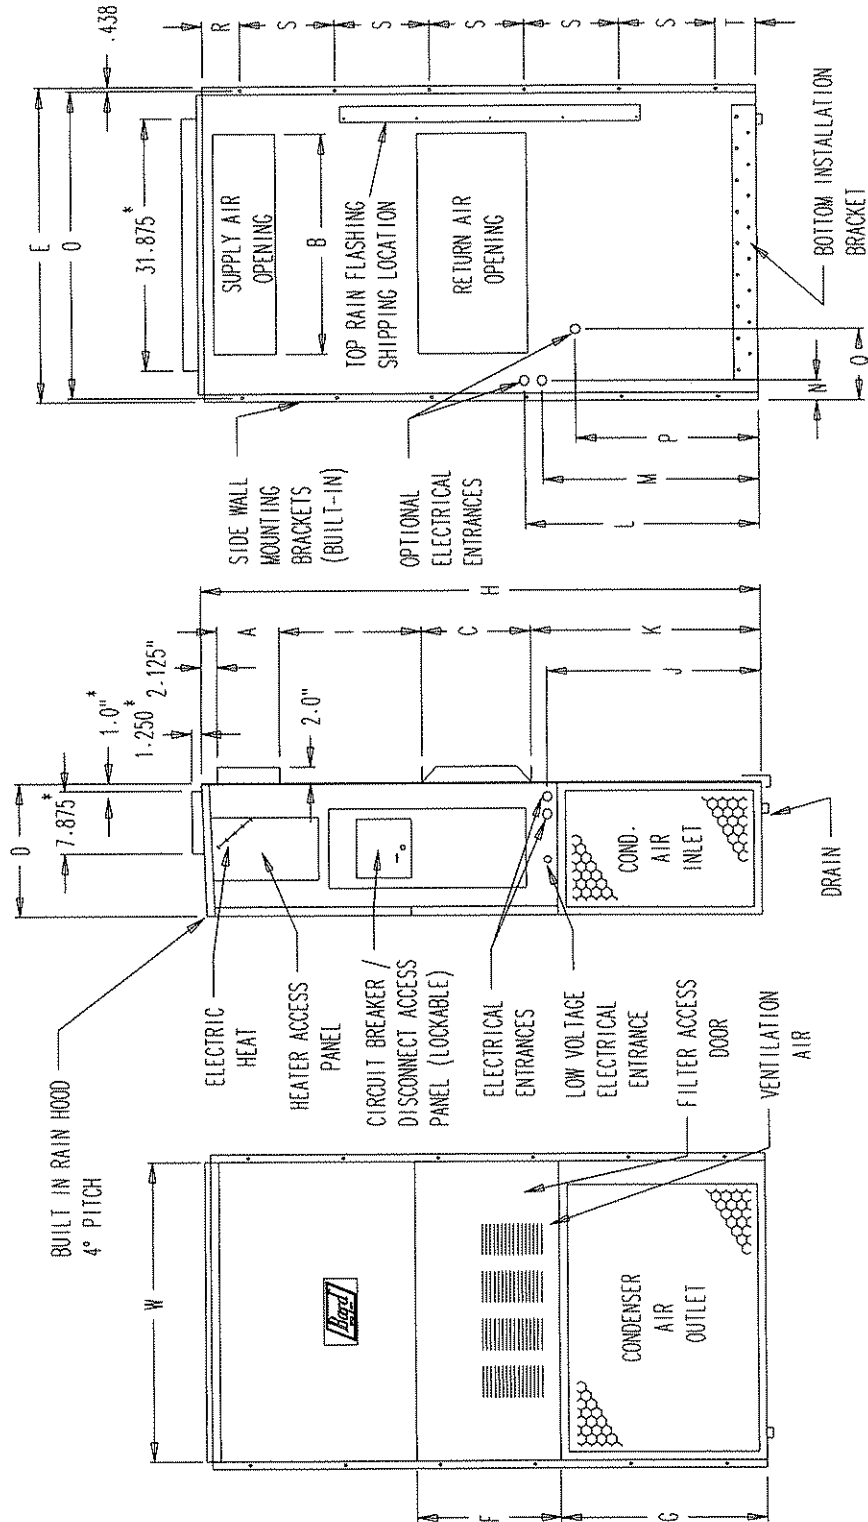 W
BUILT IN RAIN HOOD
4° PITCH
Bard
CONDENSER
AIR
OUTLET
F
G
FILTER ACCESS
DOOR
VENTILATION
AIR
D
7.875*
1.0"*
1.250*
2.125"
2.0"
A
I
C
K
J
H
ELECTRIC
HEAT
HEATER ACCESS
PANEL
CIRCUIT BREAKER /
DISCONNECT ACCESS
PANEL (LOCKABLE)
ELECTRICAL
ENTRANCES
LOW VOLTAGE
ELECTRICAL
ENTRANCE
COND.
AIR
INLET
DRAIN
E
O
31.875*
.438
SUPPLY AIR
OPENING
B
RETURN AIR
OPENING
TOP RAIN FLASHING
SHIPPING LOCATION
SIDE WALL
MOUNTING
BRACKETS
(BUILT-IN)
OPTIONAL
ELECTRICAL
ENTRANCES
R
S
S
S
S
S
T
L
M
P
N
Q
BOTTOM INSTALLATION
BRACKET